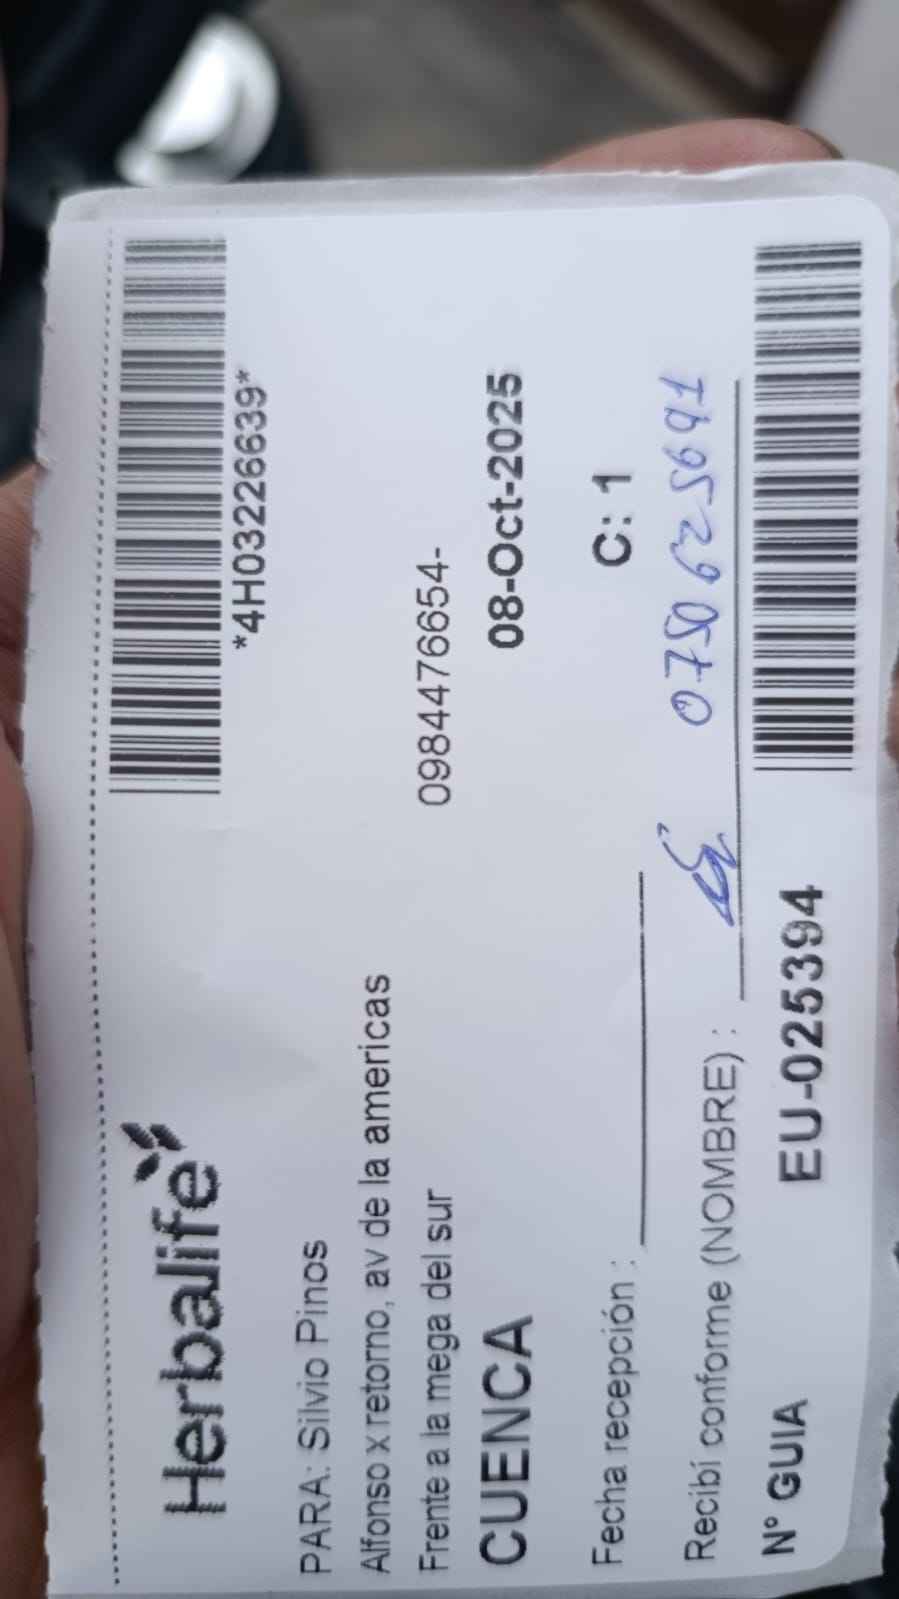 Herbalife
*4H03226639*
PARA: Silvio Pinos
Alfonso x retorno, av de la americas
Frente a la mega del sur
0984476654-
CUENCA 08-Oct-2025
Fecha recepción : C: 1
Recibí conforme (NOMBRE) : 0750625691
N° GUIA EU-025394